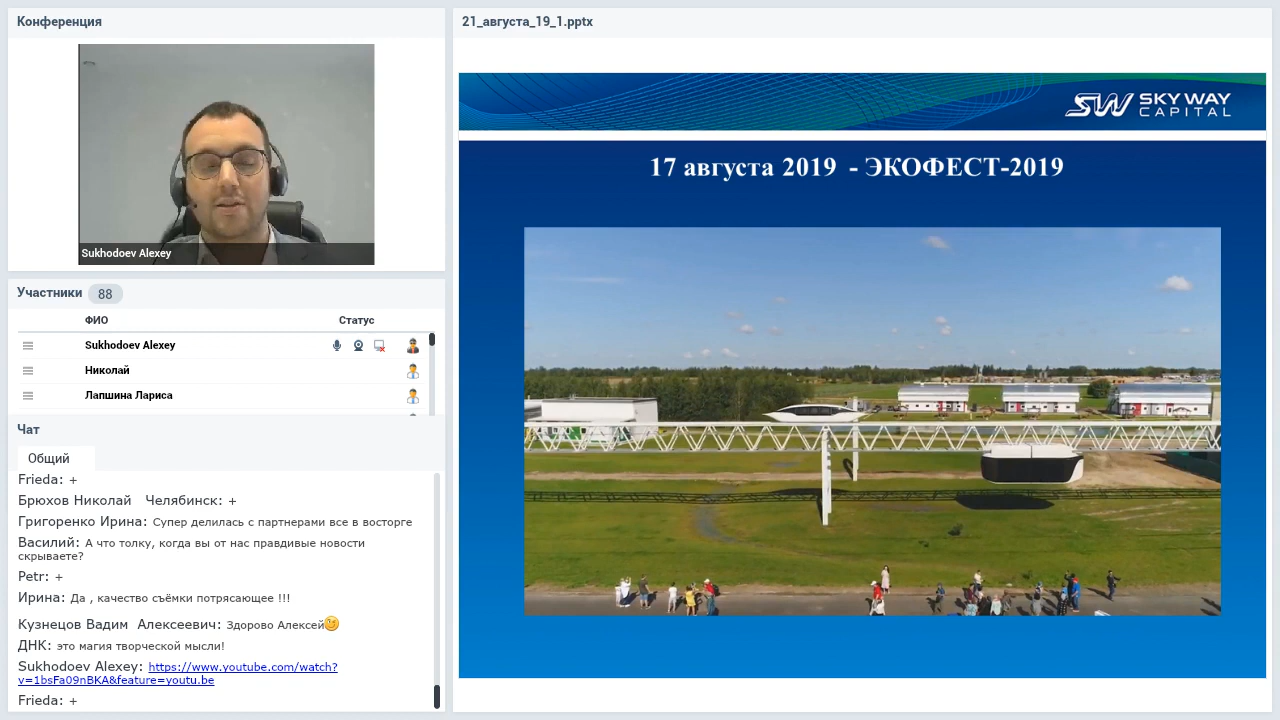 Конференция
Sukhodoev Alexey
Участники 88
ФИО Статус
Sukhodoev Alexey
Николай
Лапшина Лариса
Чат
Общий
Frieda: +
Брюхов Николай Челябинск: +
Григоренко Ирина: Супер делилась с партнерами все в восторге
Василий: А что толку, когда вы от нас правдивые новости
скрываете?
Petr: +
Ирина: Да , качество съёмки потрясающее !!!
Кузнецов Вадим Алексеевич: Здорово Алексей
ДНК: это магия творческой мысли!
Sukhodoev Alexey: https://www.youtube.com/watch?
v=1bsFa09nBKA&feature=youtu.be
Frieda: +
21_августа_19_1.pptx
SW SKY WAY
CAPITAL
17 августа 2019 - ЭКОФЕСТ-2019